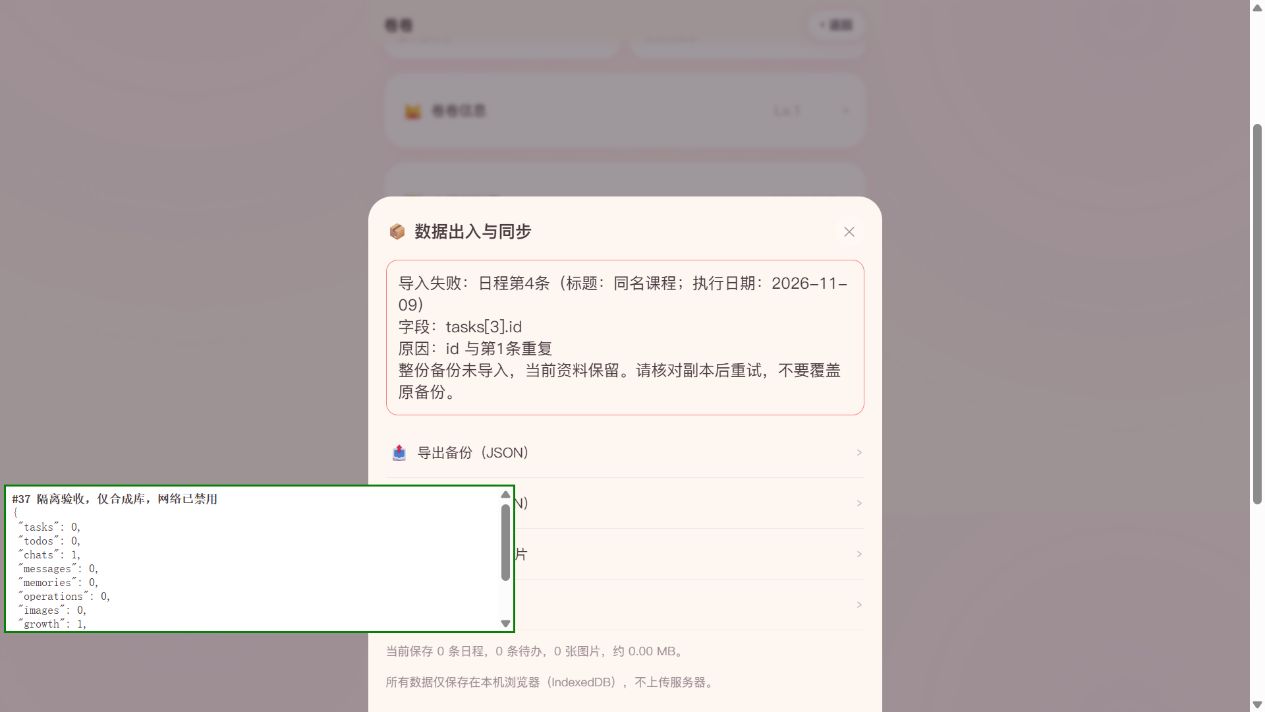 卷卷
返回
卷卷信息
Lv.1
数据出入与同步
导入失败：日程第4条（标题：同名课程；执行日期：2026-11-
09）
字段：tasks[3].id
原因：id 与第1条重复
整份备份未导入，当前资料保留。请核对副本后重试，不要覆盖
原备份。
导出备份（JSON）
N）
片
#37 隔离验收，仅合成库，网络已禁用
{
"tasks": 0,
"todos": 0,
"chats": 1,
"messages": 0,
"memories": 0,
"operations": 0,
"images": 0,
"growth": 1,
当前保存 0 条日程，0 条待办，0 张图片，约 0.00 MB。
所有数据仅保存在本机浏览器（IndexedDB），不上传服务器。